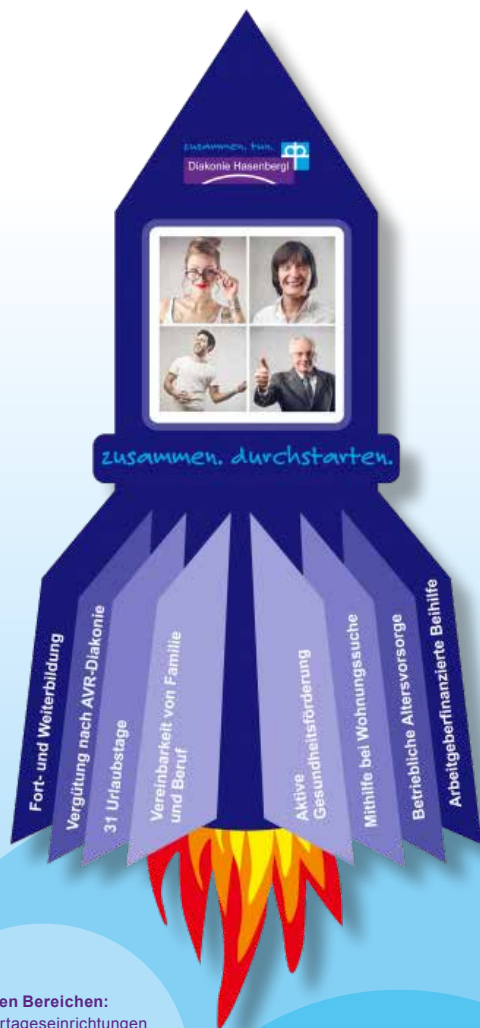 zusammen. tun.
Diakonie Hasenbergl
zusammen. durchstarten.
Fort- und Weiterbildung
Vergütung nach AVR-Diakonie
31 Urlaubstage
Vereinbarkeit von Familie
und Beruf
Aktive
Gesundheitsförderung
Mithilfe bei Wohnungssuche
Betriebliche Altersvorsorge
Arbeitgeberfinanzierte Beihilfe
en Bereichen:
rtageseinrichtungen